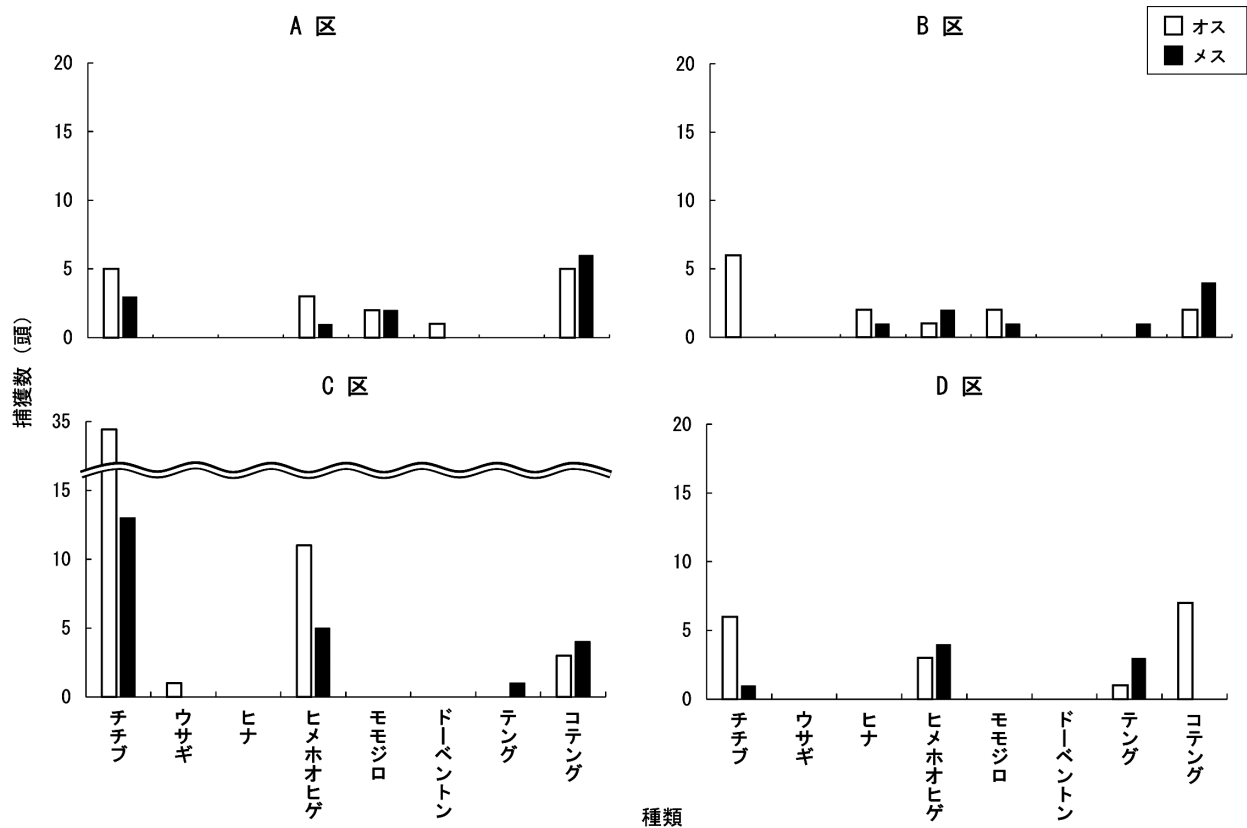 A 区
B 区
オス
メス
20
15
10
5
0
20
15
10
5
0
捕獲数（頭）
C 区
D 区
35
15
10
5
0
20
15
10
5
0
チチブ
ウサギ
ヒナ
ヒメホオヒゲ
モモジロ
ドーベントン
テング
コテング
チチブ
ウサギ
ヒナ
ヒメホオヒゲ
モモジロ
ドーベントン
テング
コテング
種類